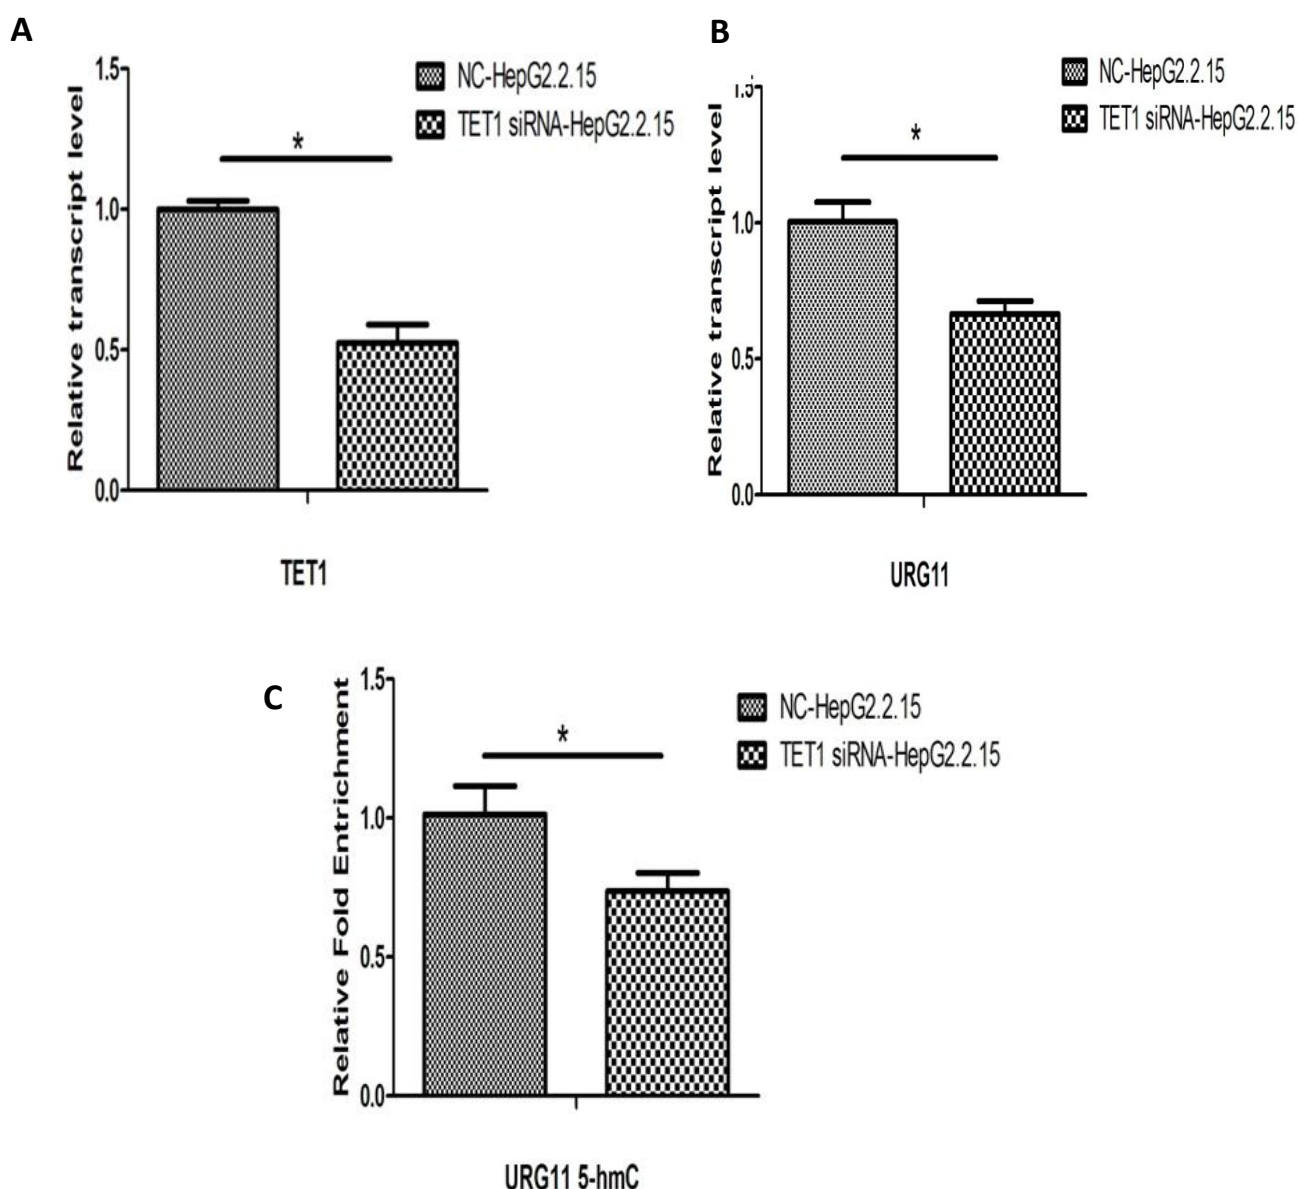 A
Relative transcript level
1.5
1.0
0.5
0.0
*
NC-HepG2.2.15
TET1 siRNA-HepG2.2.15
TET1
B
Relative transcript level
1.5
1.0
0.5
0.0
*
NC-HepG2.2.15
TET1 siRNA-HepG2.2.15
URG11
C
Relative Fold Entrichment
1.5
1.0
0.5
0.0
*
NC-HepG2.2.15
TET1 siRNA-HepG2.2.15
URG11 5-hmC